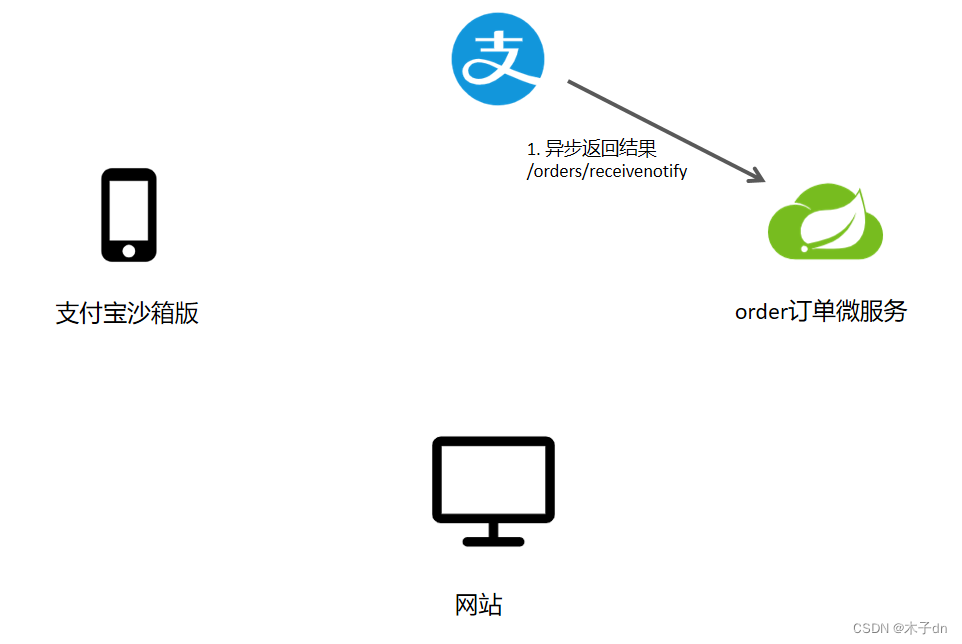 支
1. 异步返回结果
/orders/receivenotify
支付宝沙箱版
order订单微服务
网站
CSDN @木子dn